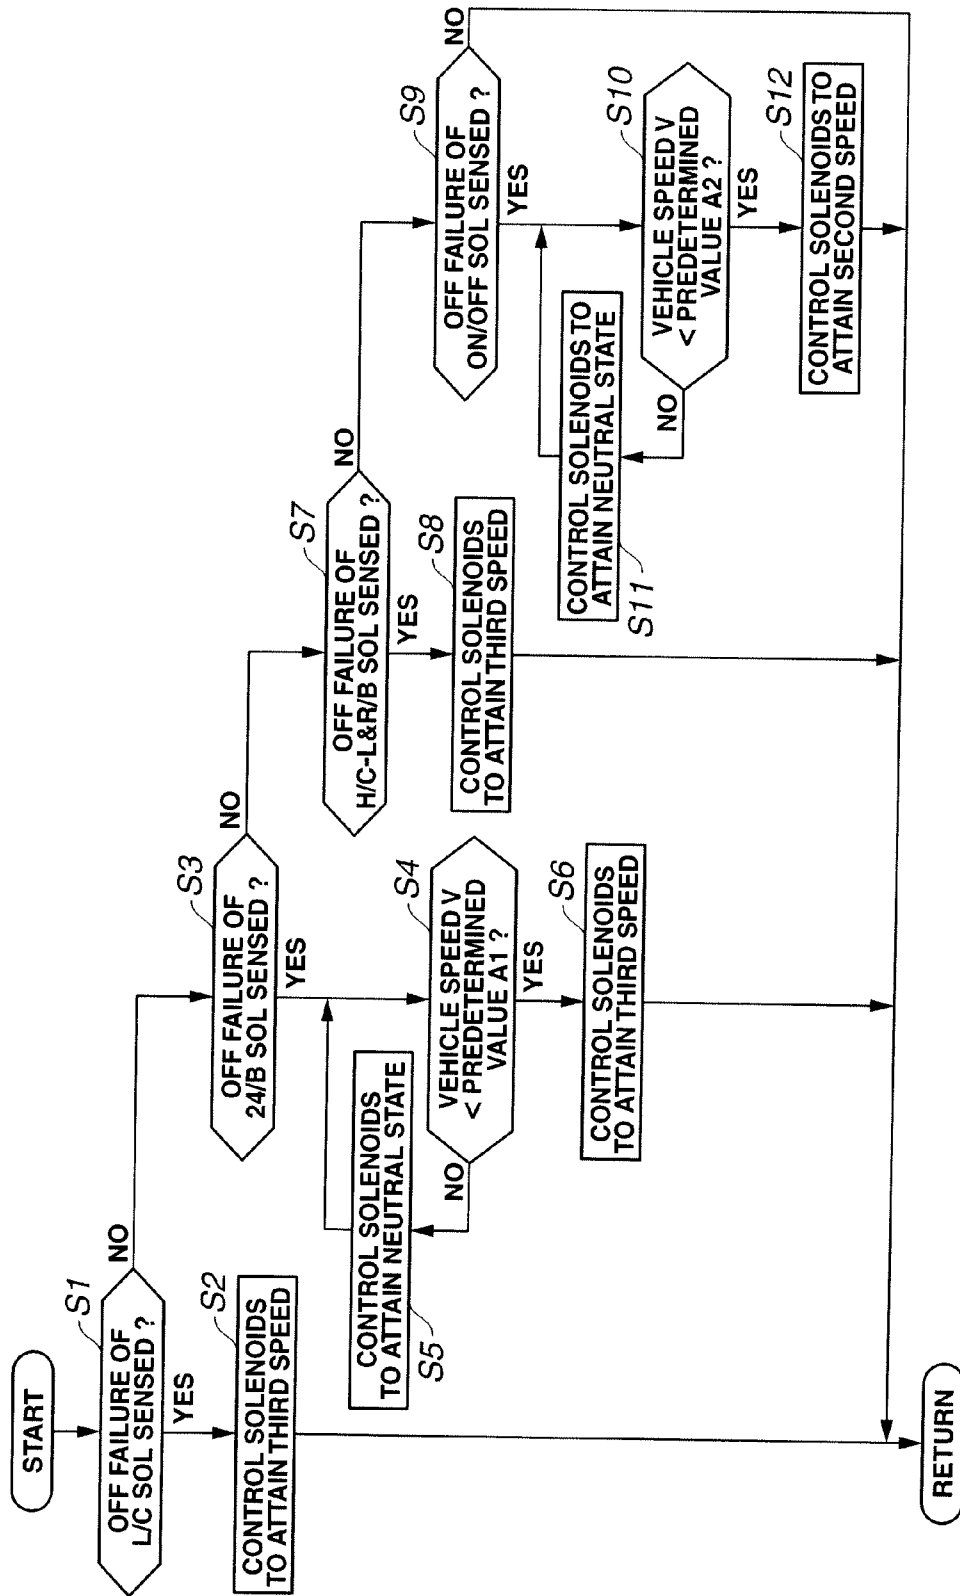 START
S1
OFF FAILURE OF
L/C SOL SENSED ?
NO
YES
S2
CONTROL SOLENOIDS
TO ATTAIN THIRD SPEED
S3
OFF FAILURE OF
24/B SOL SENSED ?
NO
YES
S4
VEHICLE SPEED V
< PREDETERMINED
VALUE A1 ?
NO
YES
CONTROL SOLENOIDS
TO ATTAIN NEUTRAL STATE
S5
S6
CONTROL SOLENOIDS
TO ATTAIN THIRD SPEED
S7
OFF FAILURE OF
H/C-L&R/B SOL SENSED ?
NO
YES
S8
CONTROL SOLENOIDS
TO ATTAIN THIRD SPEED
S9
OFF FAILURE OF
ON/OFF SOL SENSED ?
NO
YES
S10
VEHICLE SPEED V
< PREDETERMINED
VALUE A2 ?
NO
YES
CONTROL SOLENOIDS TO
ATTAIN NEUTRAL STATE
S11
S12
CONTROL SOLENOIDS TO
ATTAIN SECOND SPEED
RETURN